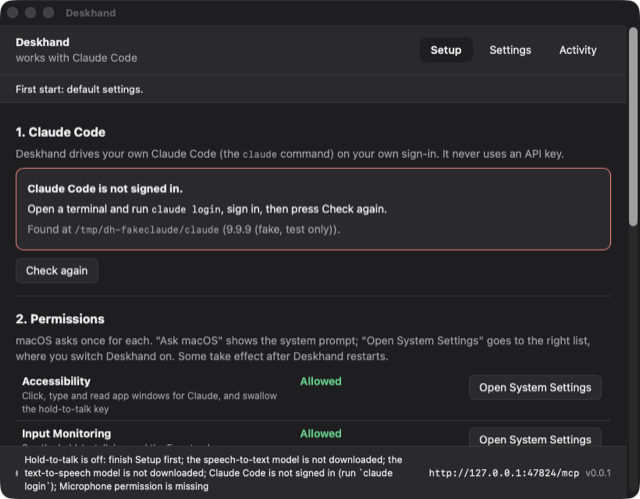 Deskhand
Deskhand
works with Claude Code
Setup
Settings
Activity
First start: default settings.
1. Claude Code
Deskhand drives your own Claude Code (the claude command) on your own sign-in. It never uses an API key.
Claude Code is not signed in.
Open a terminal and run claude login, sign in, then press Check again.
Found at /tmp/dh-fakeclaude/claude (9.9.9 (fake, test only)).
Check again
2. Permissions
macOS asks once for each. "Ask macOS" shows the system prompt; "Open System Settings" goes to the right list,
where you switch Deskhand on. Some take effect after Deskhand restarts.
Accessibility
Allowed
Open System Settings
Click, type and read app windows for Claude, and swallow
the hold-to-talk key
Input Monitoring
Allowed
Open System Settings
Hold-to-talk is off: finish Setup first; the speech-to-text model is not downloaded; the
text-to-speech model is not downloaded; Claude Code is not signed in (run `claude
login`); Microphone permission is missing
http://127.0.0.1:47824/mcp v0.0.1